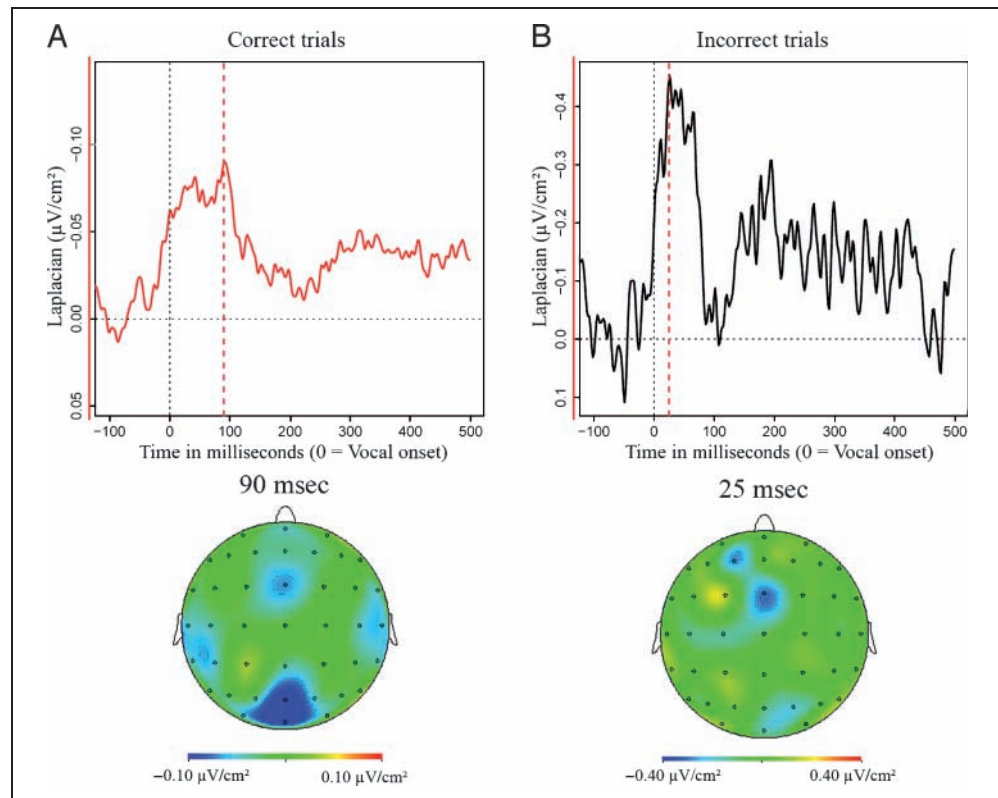 A
Correct trials
Laplacian (μV/cm²)
−0.10
−0.05
0.00
0.05
−100 0 100 200 300 400 500
Time in milliseconds (0 = Vocal onset)
90 msec
−0.10 μV/cm² 0.10 μV/cm²
B
Incorrect trials
Laplacian (μV/cm²)
−0.4
−0.3
−0.2
−0.1
0.0
0.1
−100 0 100 200 300 400 500
Time in milliseconds (0 = Vocal onset)
25 msec
−0.40 μV/cm² 0.40 μV/cm²